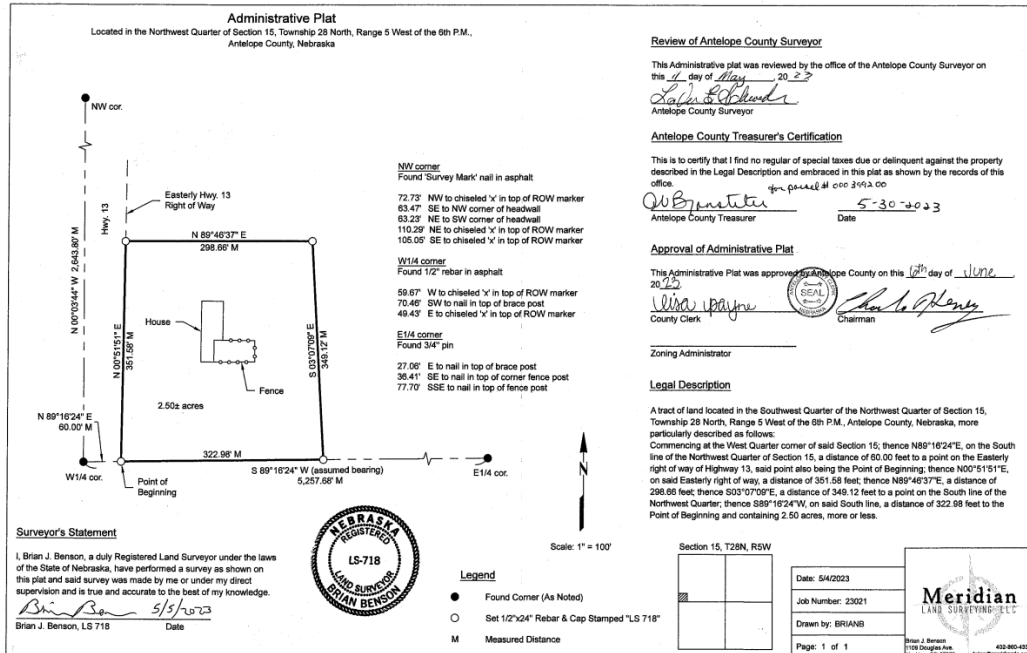 Administrative Plat
Located in the Northwest Quarter of Section 15, Township 28 North, Range 5 West of the 6th P.M.,
Antelope County, Nebraska
NW cor.
Hwy. 13
Easterly Hwy. 13
Right of Way
N 00°03'44" W 2,643.80' M
N 89°46'37" E
298.66' M
N 00°51'51" E
351.58' M
House
Fence
S 03°07'09" E
349.12' M
2.50± acres
N 89°16'24" E
60.00' M
322.98' M
W1/4 cor.
Point of
Beginning
S 89°16'24" W (assumed bearing)
5,257.68' M
E1/4 cor.
NW corner
Found 'Survey Mark' nail in asphalt
72.73' NW to chiseled 'x' in top of ROW marker
63.47' SE to NW corner of headwall
63.23' NE to SW corner of headwall
110.29' NE to chiseled 'x' in top of ROW marker
105.05' SE to chiseled 'x' in top of ROW marker
W1/4 corner
Found 1/2" rebar in asphalt
59.67' W to chiseled 'x' in top of ROW marker
70.46' SW to nail in top of brace post
49.43' E to chiseled 'x' in top of ROW marker
E1/4 corner
Found 3/4" pin
27.06' E to nail in top of brace post
36.41' SE to nail in top of corner fence post
77.70' SSE to nail in top of fence post
N
Scale: 1" = 100'
Surveyor's Statement
I, Brian J. Benson, a duly Registered Land Surveyor under the laws
of the State of Nebraska, have performed a survey as shown on
this plat and said survey was made by me or under my direct
supervision and is true and accurate to the best of my knowledge.
5/5/2023
Brian J. Benson, LS 718 Date
NEBRASKA
REGISTERED
LS-718
LAND SURVEYOR
BRIAN BENSON
Legend
Found Corner (As Noted)
Set 1/2"x24" Rebar & Cap Stamped "LS 718"
M Measured Distance
Review of Antelope County Surveyor
This Administrative plat was reviewed by the office of the Antelope County Surveyor on
this 4 day of May, 2023
Antelope County Surveyor
Antelope County Treasurer's Certification
This is to certify that I find no regular of special taxes due or delinquent against the property
described in the Legal Description and embraced in this plat as shown by the records of this
office.
for parcel # 000 3992 00
5-30-2023
Antelope County Treasurer Date
Approval of Administrative Plat
This Administrative Plat was approved by Antelope County on this 6th day of June
2023
SEAL
Lisa Payne
County Clerk Chairman
Zoning Administrator
Legal Description
A tract of land located in the Southwest Quarter of the Northwest Quarter of Section 15,
Township 28 North, Range 5 West of the 6th P.M., Antelope County, Nebraska, more
particularly described as follows:
Commencing at the West Quarter corner of said Section 15; thence N89°16'24"E, on the South
line of the Northwest Quarter of Section 15, a distance of 60.00 feet to a point on the Easterly
right of way of Highway 13, said point also being the Point of Beginning; thence N00°51'51"E,
on said Easterly right of way, a distance of 351.58 feet; thence N89°46'37"E, a distance of
298.66 feet; thence S03°07'09"E, a distance of 349.12 feet to a point on the South line of the
Northwest Quarter; thence S89°16'24"W, on said South line, a distance of 322.98 feet to the
Point of Beginning and containing 2.50 acres, more or less.
Section 15, T28N, R5W
Date: 5/4/2023
Job Number: 23021
Drawn by: BRIANB
Page: 1 of 1
Meridian
LAND SURVEYING LLC
Brian J. Benson
1109 Douglas Ave.